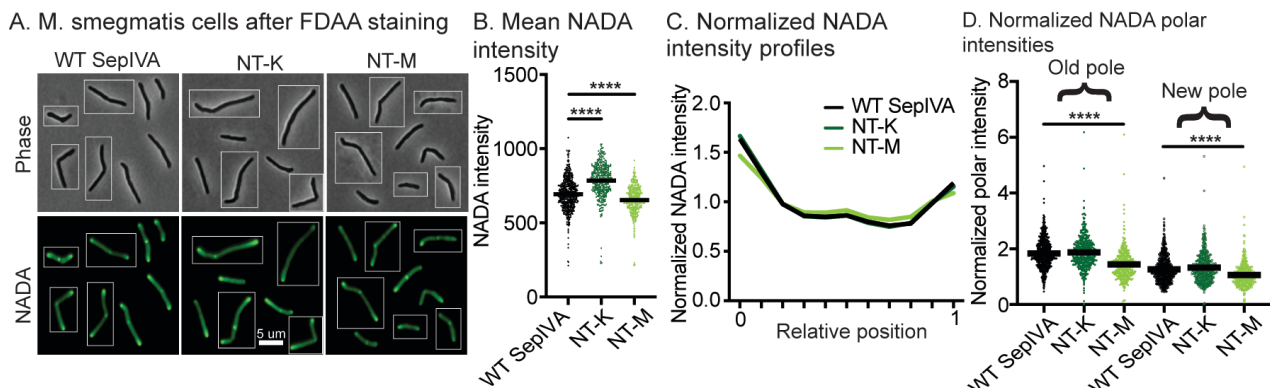 A. M. smegmatis cells after FDAA staining
WT SepIVA
NT-K
NT-M
Phase
NADA
5 um
B. Mean NADA
intensity
NADA intensity
1500
1000
500
0
****
****
WT SepIVA
NT-K
NT-M
C. Normalized NADA
intensity profiles
Normalized NADA intensity
2.0
1.5
1.0
0.5
0.0
WT SepIVA
NT-K
NT-M
0
1
Relative position
D. Normalized NADA polar
intensities
Normalized polar intensity
8
6
4
2
0
Old pole
****
New pole
****
WT SepIVA
NT-K
NT-M
WT SepIVA
NT-K
NT-M